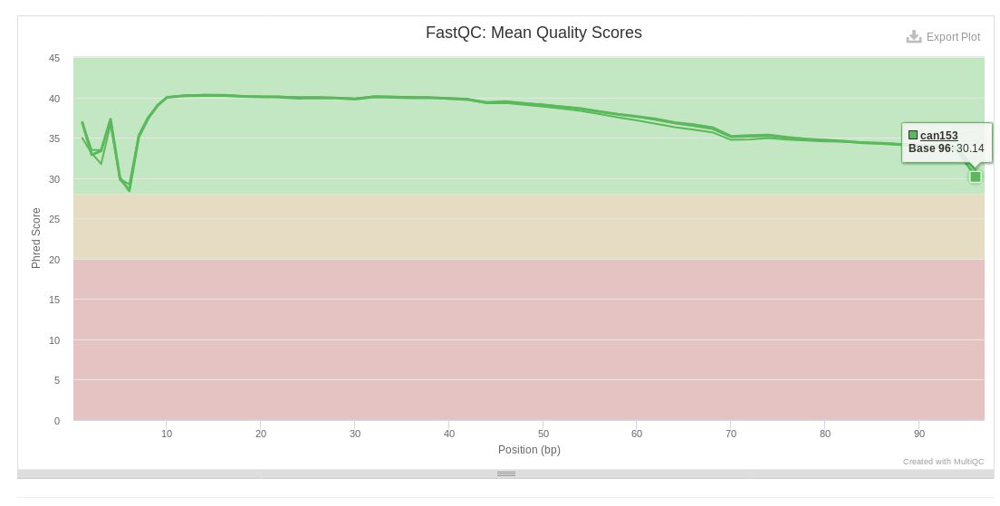 FastQC: Mean Quality Scores
Export Plot
45
40
35
30
25
20
15
10
5
0
Phred Score
can153
Base 96: 30.14
10 20 30 40 50 60 70 80 90
Position (bp)
Created with MultiQC